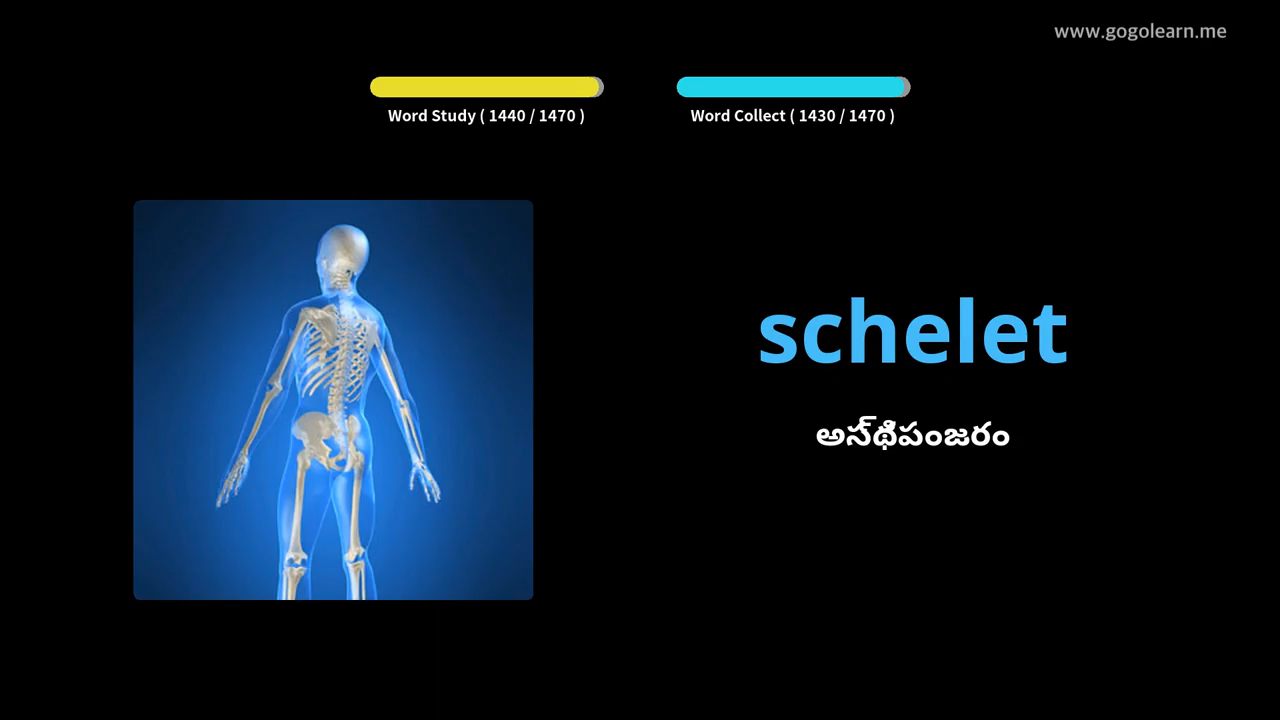 www.gogolearn.me
Word Study ( 1440 / 1470 )
Word Collect ( 1430 / 1470 )
schelet
అస్థిపంజరం